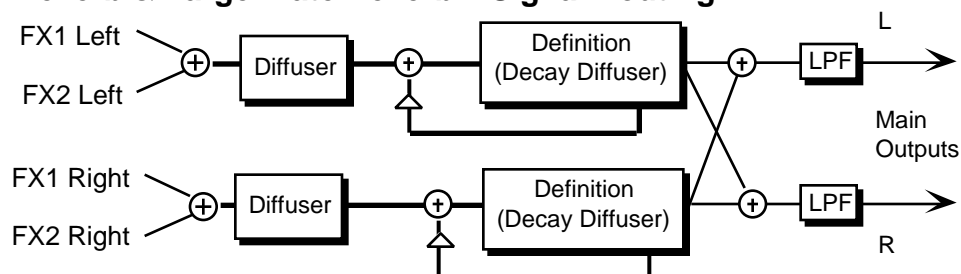 FX1 Left
FX2 Left
Diffuser
Definition
(Decay Diffuser)
LPF
L
Main
Outputs
FX1 Right
FX2 Right
Diffuser
Definition
(Decay Diffuser)
LPF
R